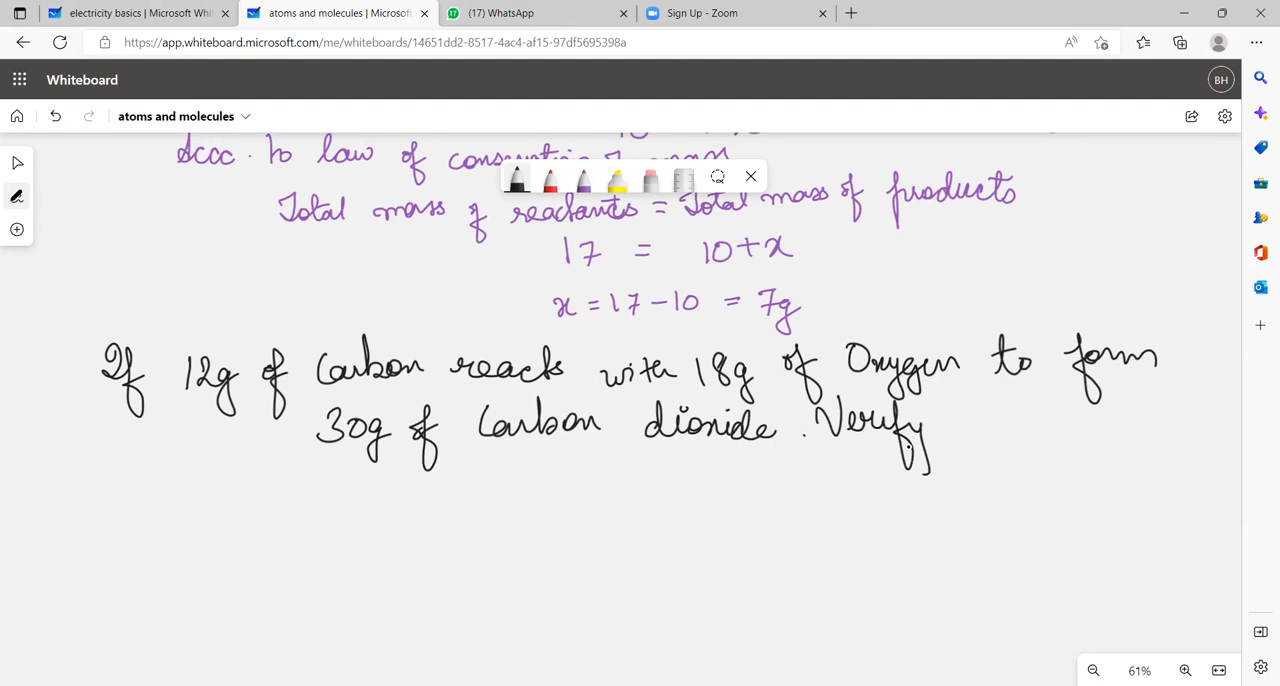 electricity basics | Microsoft Whi
atoms and molecules | Microsoft
(17) WhatsApp
Sign Up - Zoom
https://app.whiteboard.microsoft.com/me/whiteboards/14651dd2-8517-4ac4-af15-97df5695398a
Whiteboard
BH
atoms and molecules
Acc. to law of mass
Total mass of reactants = Total mass of products
17 = 10+x
x = 17 - 10 = 7g
If 12g of Carbon reacts with 18g of Oxygen to form
30g of Carbon dioxide. Verify
61%